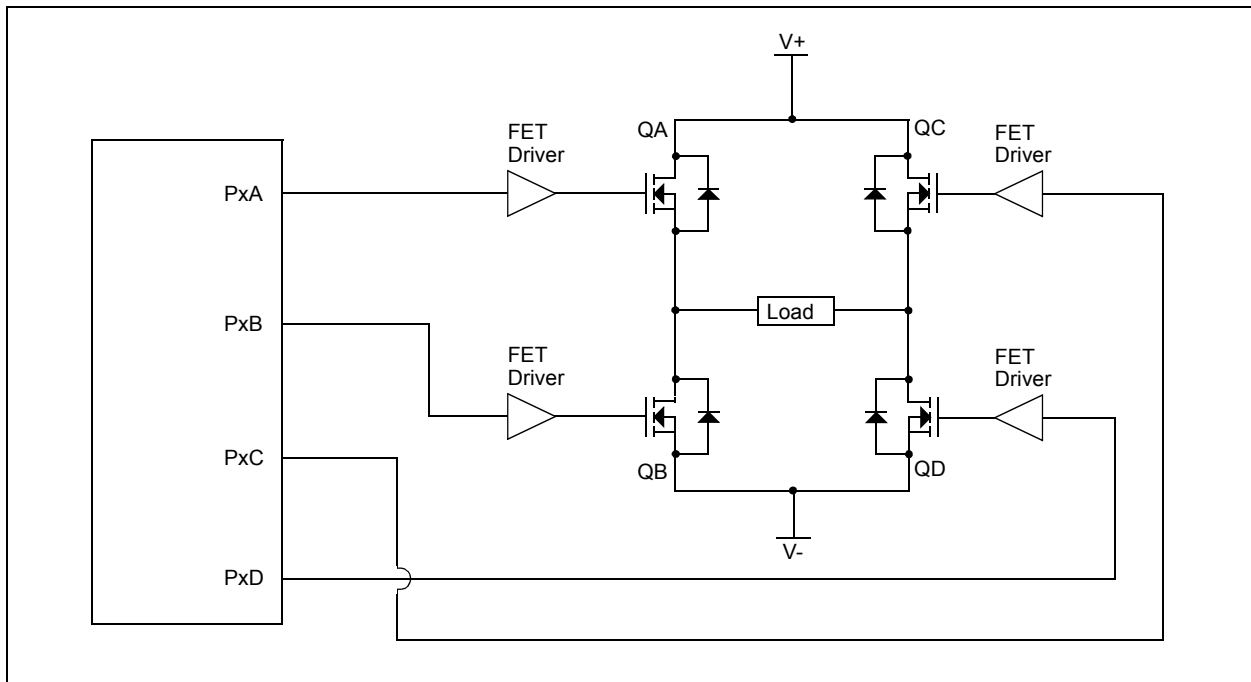 V+
FET
Driver
QA
QC
FET
Driver
PxA
Load
PxB
FET
Driver
FET
Driver
PxC
QB
QD
V-
PxD